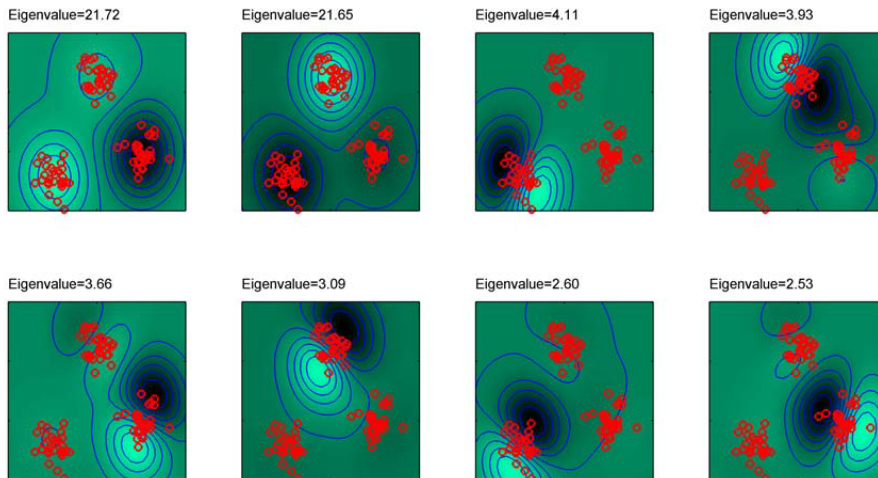 Eigenvalue=21.72
Eigenvalue=21.65
Eigenvalue=4.11
Eigenvalue=3.93
Eigenvalue=3.66
Eigenvalue=3.09
Eigenvalue=2.60
Eigenvalue=2.53